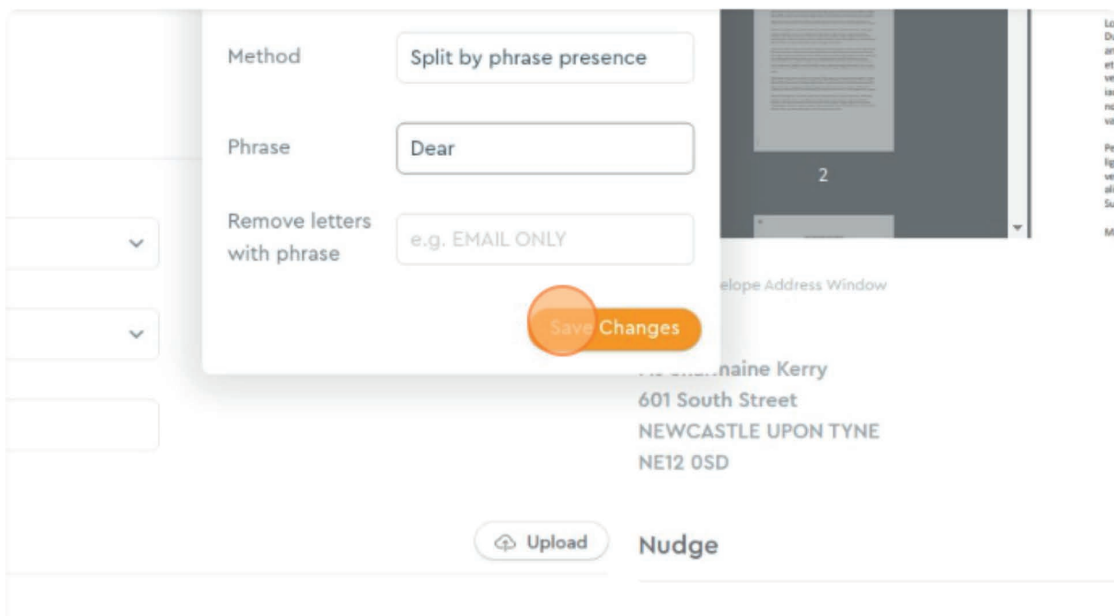 Method
Split by phrase presence
Phrase
Dear
Remove letters
with phrase
e.g. EMAIL ONLY
Save Changes
2
elope Address Window
maine Kerry
601 South Street
NEWCASTLE UPON TYNE
NE12 0SD
Upload
Nudge